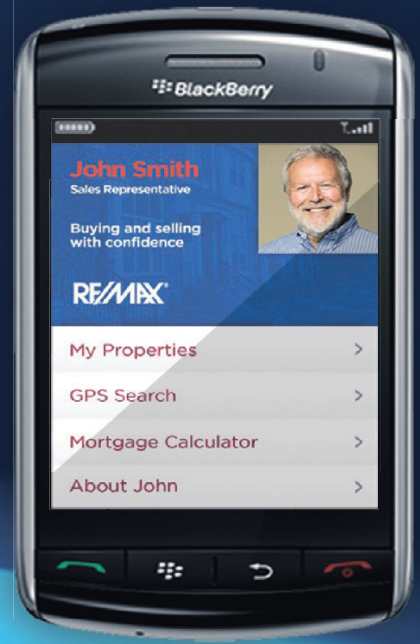 BlackBerry
John Smith
Sales Representative
Buying and selling
with confidence
RE/MAX
My Properties
GPS Search
Mortgage Calculator
About John